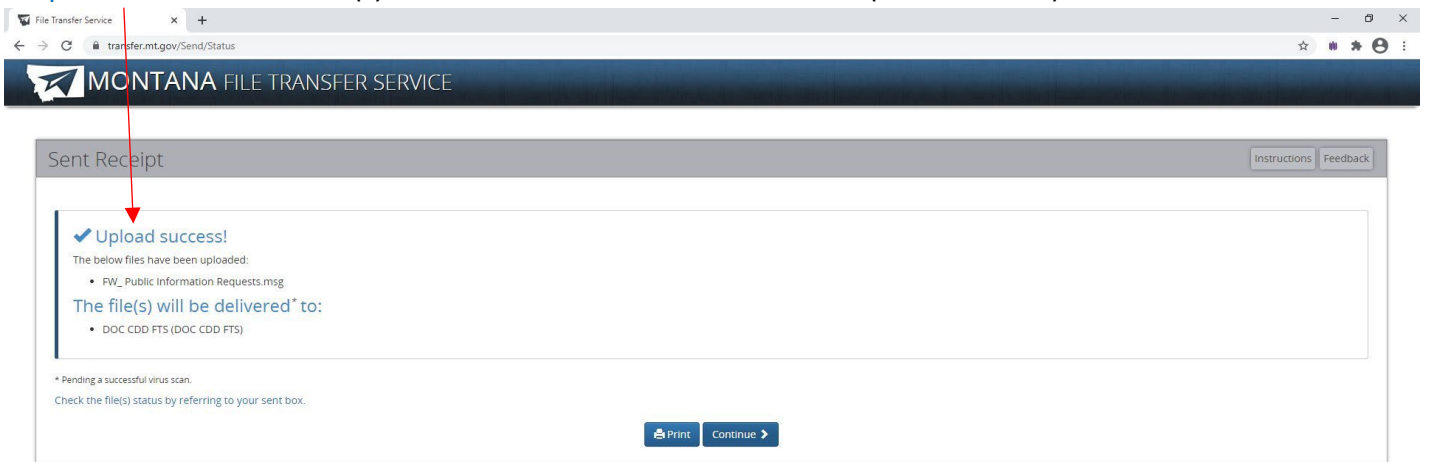 File Transfer Service
transfer.mt.gov/Send/Status
MONTANA FILE TRANSFER SERVICE
Sent Receipt
Instructions Feedback
Upload success!
The below files have been uploaded:
• FW_ Public Information Requests.msg
The file(s) will be delivered* to:
• DOC CDD FTS (DOC CDD FTS)
* Pending a successful virus scan.
Check the file(s) status by referring to your sent box.
Print Continue